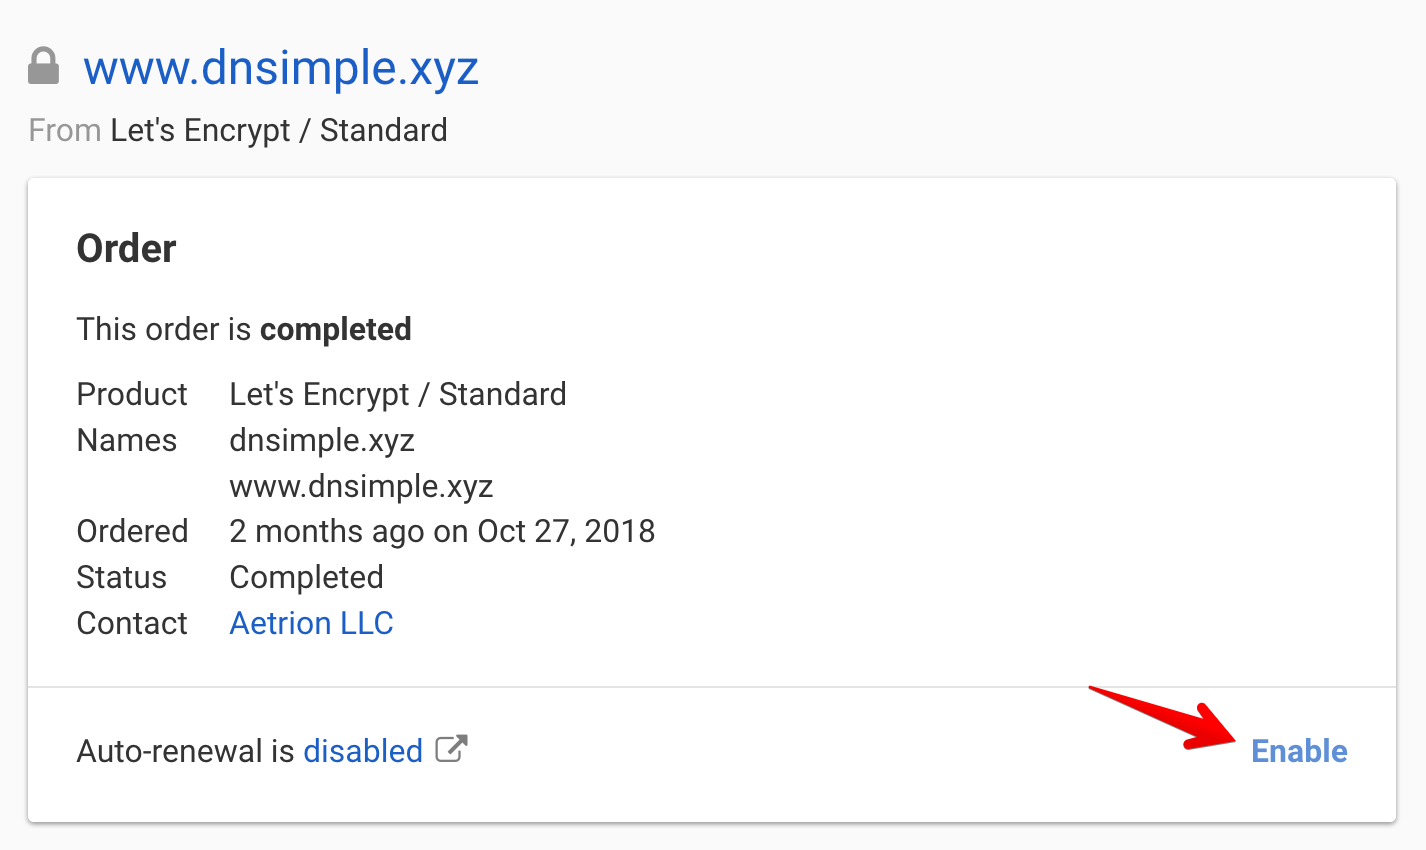 www.dnsimple.xyz
From Let's Encrypt / Standard
Order
This order is completed
Product Let's Encrypt / Standard
Names dnsimple.xyz
www.dnsimple.xyz
Ordered 2 months ago on Oct 27, 2018
Status Completed
Contact Aetrion LLC
Auto-renewal is disabled Enable